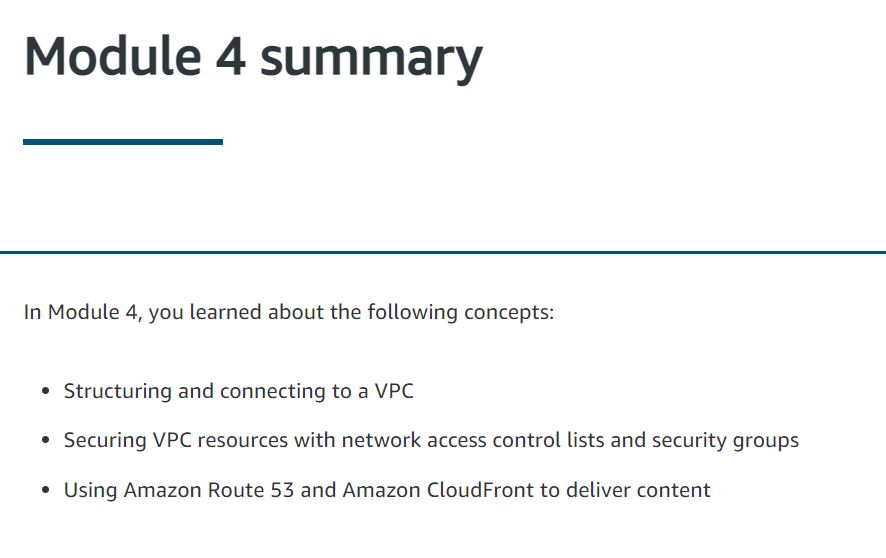 Module 4 summary
In Module 4, you learned about the following concepts:
• Structuring and connecting to a VPC
• Securing VPC resources with network access control lists and security groups
• Using Amazon Route 53 and Amazon CloudFront to deliver content